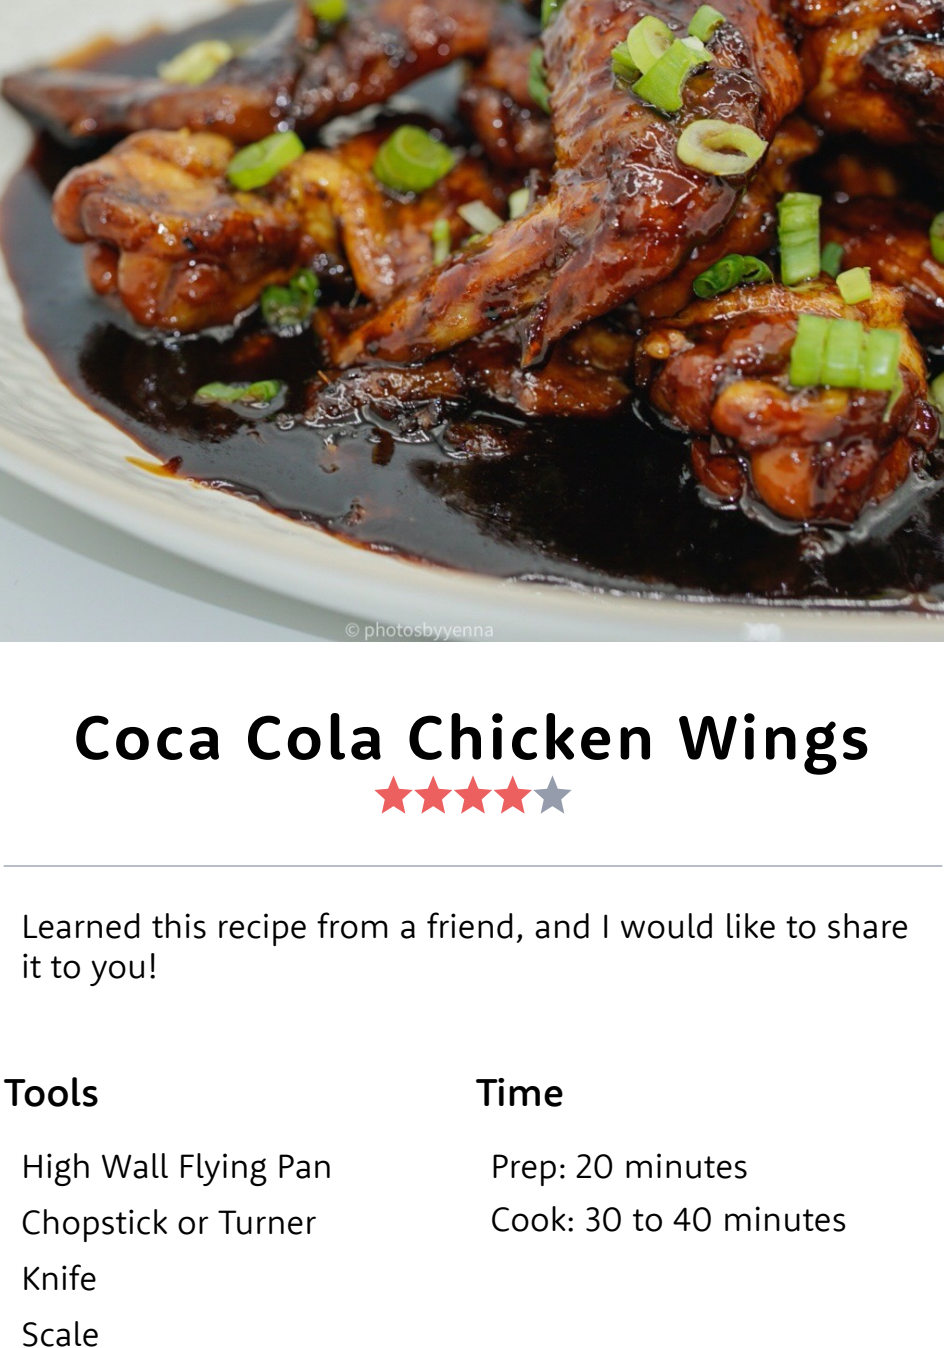 © photosbyyenna
Coca Cola Chicken Wings
Learned this recipe from a friend, and I would like to share
it to you!
Tools
Time
High Wall Flying Pan
Prep: 20 minutes
Chopstick or Turner
Cook: 30 to 40 minutes
Knife
Scale